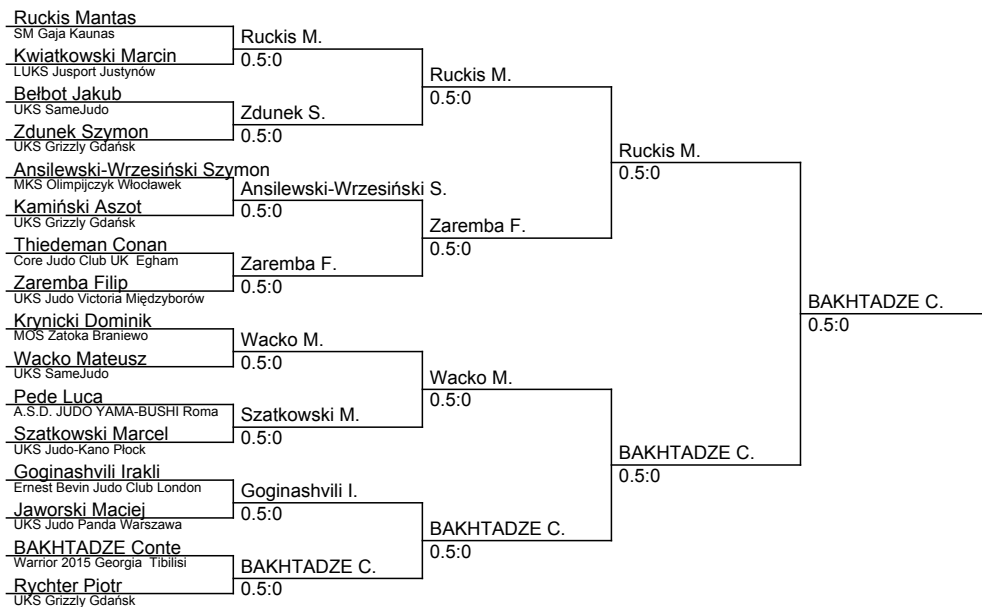 Ruckis Mantas
SM Gaja Kaunas
Kwiatkowski Marcin
LUKS Jusport Justynów
Bełbot Jakub
UKS SameJudo
Zdunek Szymon
UKS Grizzly Gdańsk
Ansilewski-Wrzesiński Szymon
MKS Olimpijczyk Włocławek
Kamiński Aszot
UKS Grizzly Gdańsk
Thiedeman Conan
Core Judo Club UK  Egham
Zaremba Filip
UKS Judo Victoria Międzyborów
Krynicki Dominik
MOS Zatoka Braniewo
Wacko Mateusz
UKS SameJudo
Pede Luca
A.S.D. JUDO YAMA-BUSHI Roma
Szatkowski Marcel
UKS Judo-Kano Płock
Goginashvili Irakli
Ernest Bevin Judo Club London
Jaworski Maciej
UKS Judo Panda Warszawa
BAKHTADZE Conte
Warrior 2015 Georgia  Tibilisi
Rychter Piotr
UKS Grizzly Gdańsk
Ruckis M.
0.5:0
Zdunek S.
0.5:0
Ansilewski-Wrzesiński S.
0.5:0
Zaremba F.
0.5:0
Wacko M.
0.5:0
Szatkowski M.
0.5:0
Goginashvili I.
0.5:0
BAKHTADZE C.
0.5:0
Ruckis M.
0.5:0
Zaremba F.
0.5:0
Wacko M.
0.5:0
BAKHTADZE C.
0.5:0
Ruckis M.
0.5:0
BAKHTADZE C.
0.5:0
BAKHTADZE C.
0.5:0